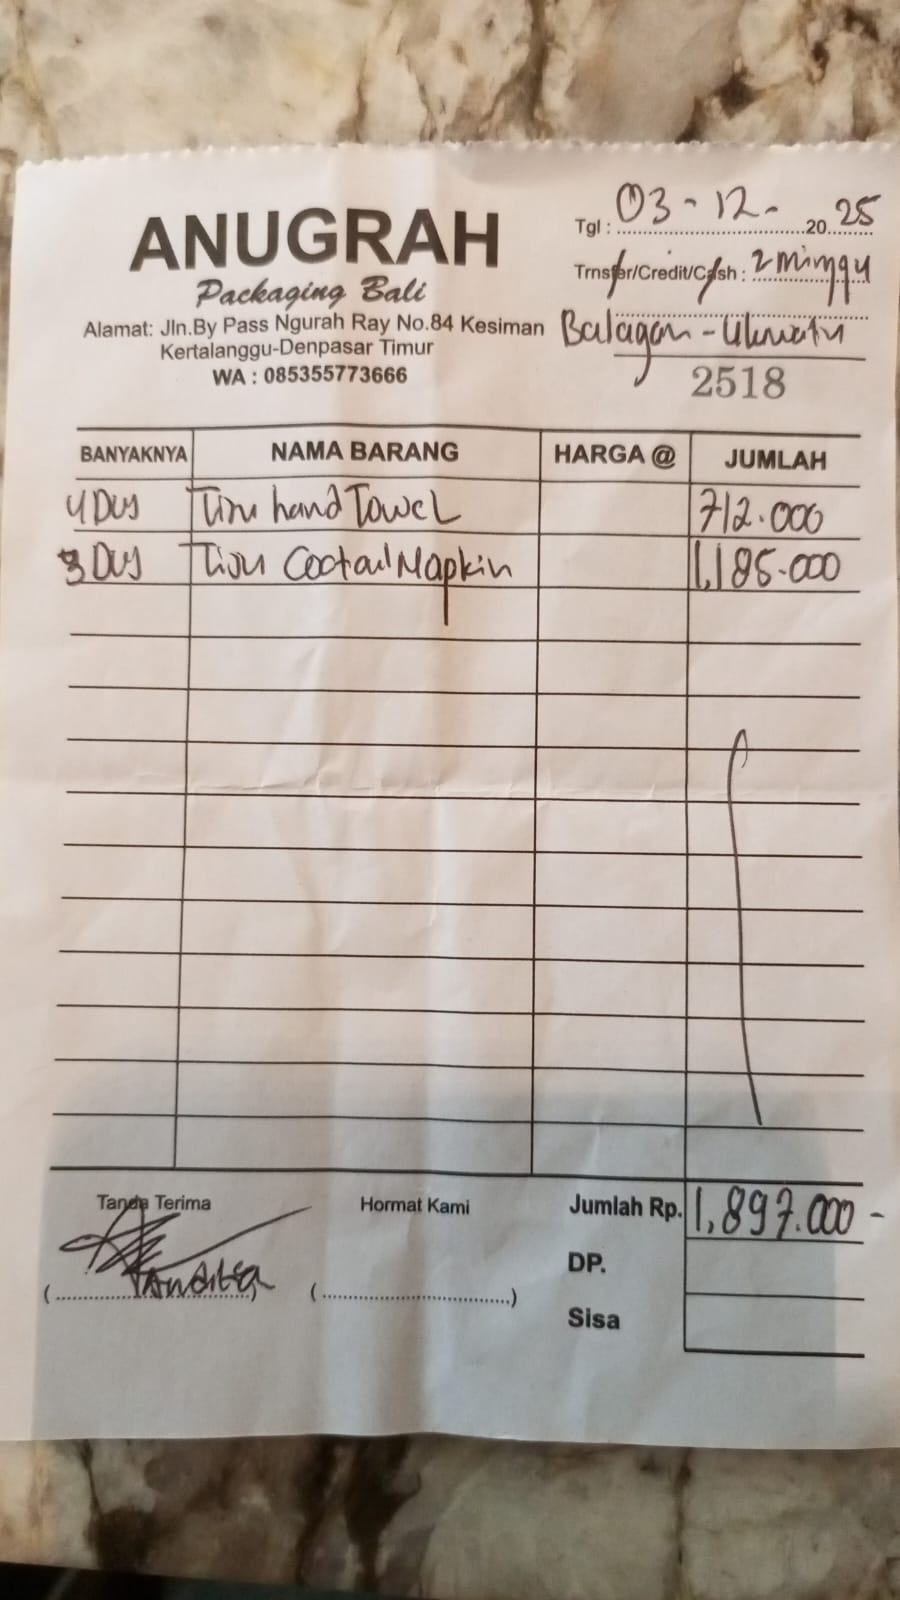 ANUGRAH
Packaging Bali
Alamat: Jln.By Pass Ngurah Ray No.84 Kesiman
Kertalanggu-Denpasar Timur
WA : 085355773666
Tgl : 03-12-2025
Trnsfer/Credit/Cash : 2 minggu
Balagan - Uluwatu
2518
BANYAKNYA NAMA BARANG HARGA @ JUMLAH
4 Dus Tisu hand Towel 712.000
3 Dus Tisu Coctail Napkin 1,185.000
Tanda Terima Hormat Kami Jumlah Rp. 1,897.000 -
DP.
(....................) (....................)
Sisa